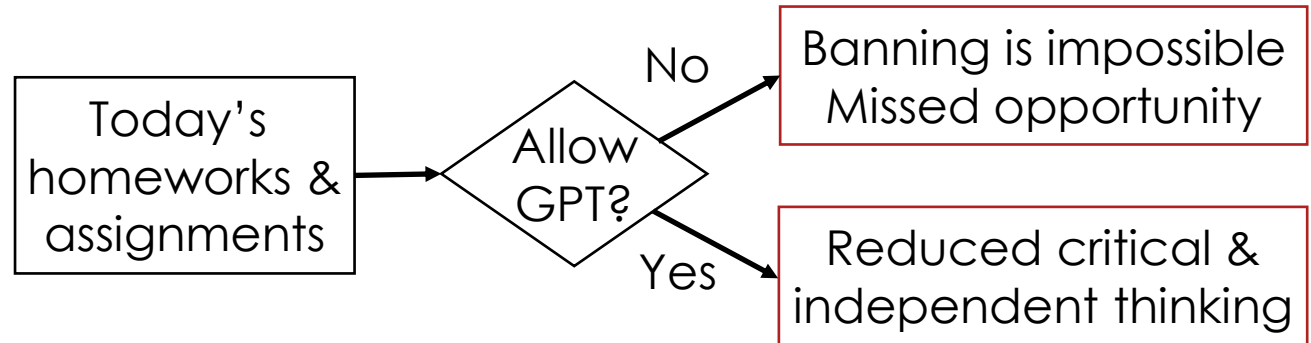 Today's
homeworks &
assignments
Allow
GPT?
No
Banning is impossible
Missed opportunity
Yes
Reduced critical &
independent thinking